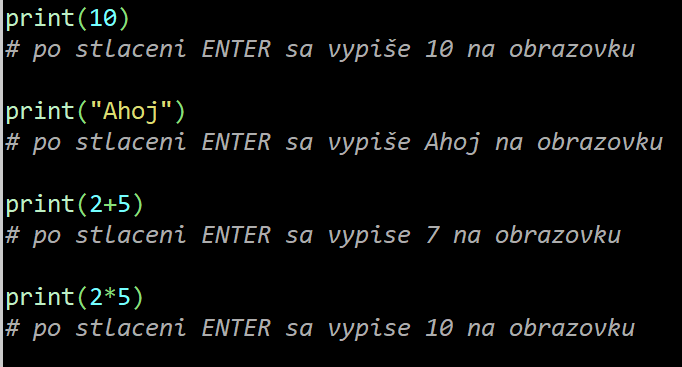 print(10)
# po stlaceni ENTER sa vypiše 10 na obrazovku
print("Ahoj")
# po stlaceni ENTER sa vypiše Ahoj na obrazovku
print(2+5)
# po stlaceni ENTER sa vypise 7 na obrazovku
print(2*5)
# po stlaceni ENTER sa vypise 10 na obrazovku